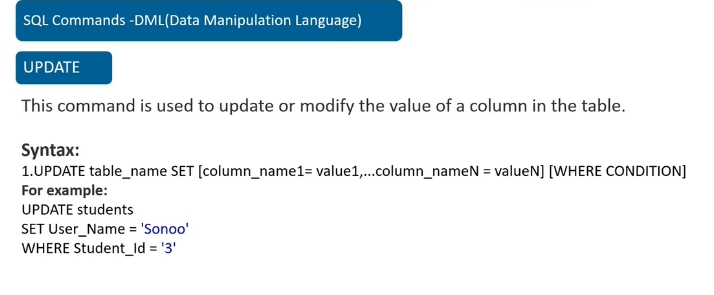 SQL Commands -DML(Data Manipulation Language)
UPDATE
This command is used to update or modify the value of a column in the table.
Syntax:
1.UPDATE table_name SET [column_name1= value1,...column_nameN = valueN] [WHERE CONDITION]
For example:
UPDATE students
SET User_Name = 'Sonoo'
WHERE Student_Id = '3'